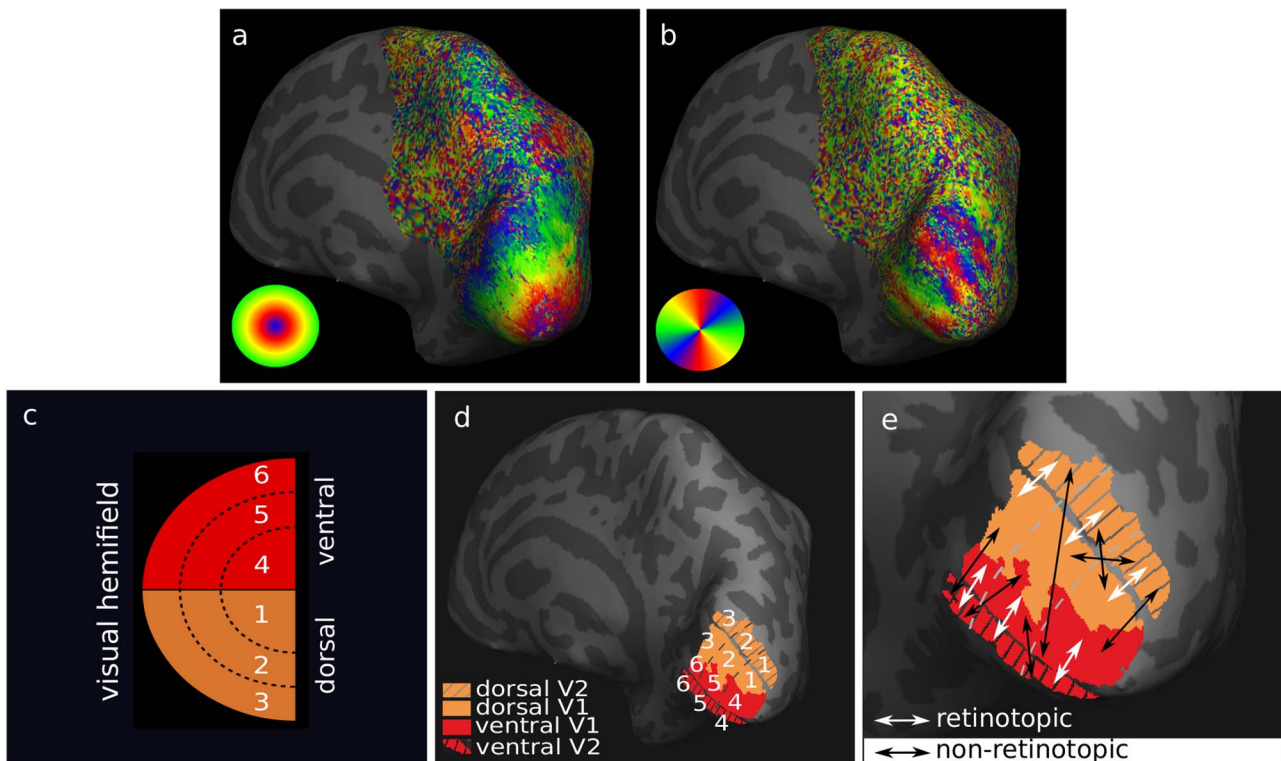 a
b
c
visual hemifield
6
5
4
1
2
3
ventral
dorsal
d
3
3 2
2 1
6 1
6 5 4
5
4
dorsal V2
dorsal V1
ventral V1
ventral V2
e
retinotopic
non-retinotopic